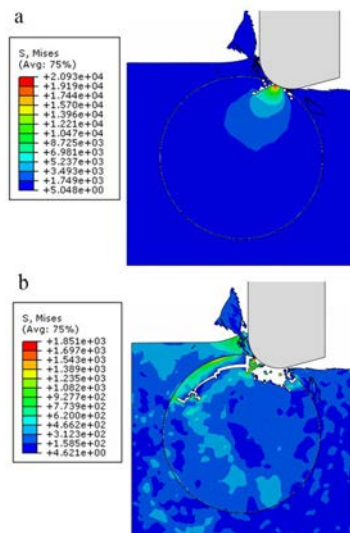 a
S, Mises
(Avg: 75%)
+2.093e+04
+1.919e+04
+1.744e+04
+1.570e+04
+1.396e+04
+1.221e+04
+1.047e+04
+8.725e+03
+6.981e+03
+5.237e+03
+3.493e+03
+1.749e+03
+5.048e+00
b
S, Mises
(Avg: 75%)
+1.851e+03
+1.697e+03
+1.543e+03
+1.389e+03
+1.235e+03
+1.082e+03
+9.277e+02
+7.739e+02
+6.200e+02
+4.662e+02
+3.123e+02
+1.585e+02
+4.621e+00